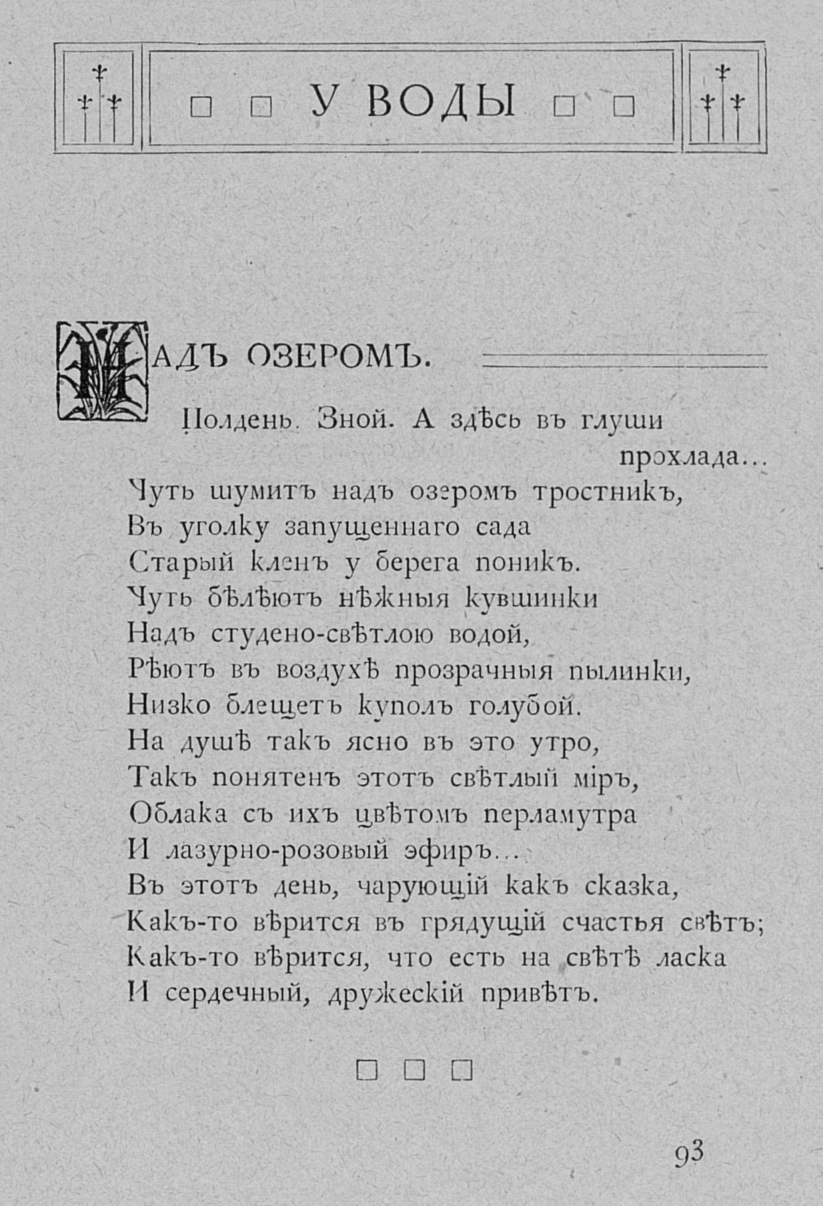 У ВОДЫ
НАДЪ ОЗЕРОМЪ.
Полдень. Зной. А здѣсь въ глуши
прохлада...
Чуть шумитъ надъ озеромъ тростникъ,
Въ уголку запущеннаго сада
Старый кленъ у берега поникъ.
Чуть бѣлѣютъ нѣжныя кувшинки
Надъ студено-свѣтлою водой,
Рѣютъ въ воздухѣ прозрачныя пылинки,
Низко блещетъ куполъ голубой.
На душѣ такъ ясно въ это утро,
Такъ понятенъ этотъ свѣтлый міръ,
Облака съ ихъ цвѣтомъ перламутра
И лазурно-розовый эфиръ...
Въ этотъ день, чарующій какъ сказка,
Какъ-то вѣрится въ грядущій счастья свѣтъ;
Какъ-то вѣрится, что есть на свѣтѣ ласка
И сердечный, дружескій привѣтъ.
93